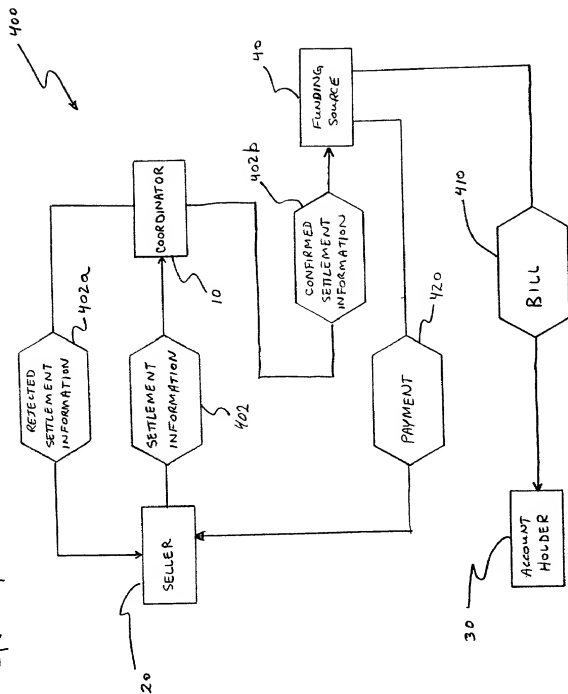 400
REJECTED
SETTLEMENT
INFORMATION
402a
COORDINATOR
10
SETTLEMENT
INFORMATION
402
SELLER
20
402b
CONFIRMED
SETTLEMENT
INFORMATION
40
FUNDING
SOURCE
PAYMENT
420
410
BILL
ACCOUNT
HOLDER
30